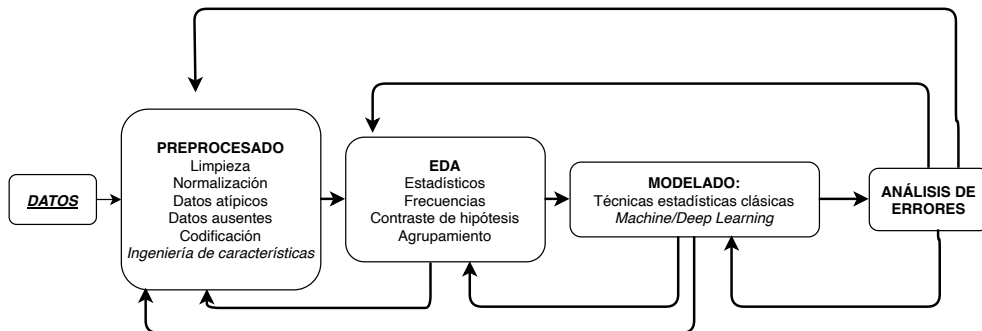 DATOS
PREPROCESADO
Limpieza
Normalización
Datos atípicos
Datos ausentes
Codificación
Ingeniería de características
EDA
Estadísticos
Frecuencias
Contraste de hipótesis
Agrupamiento
MODELADO:
Técnicas estadísticas clásicas
Machine/Deep Learning
ANÁLISIS DE
ERRORES